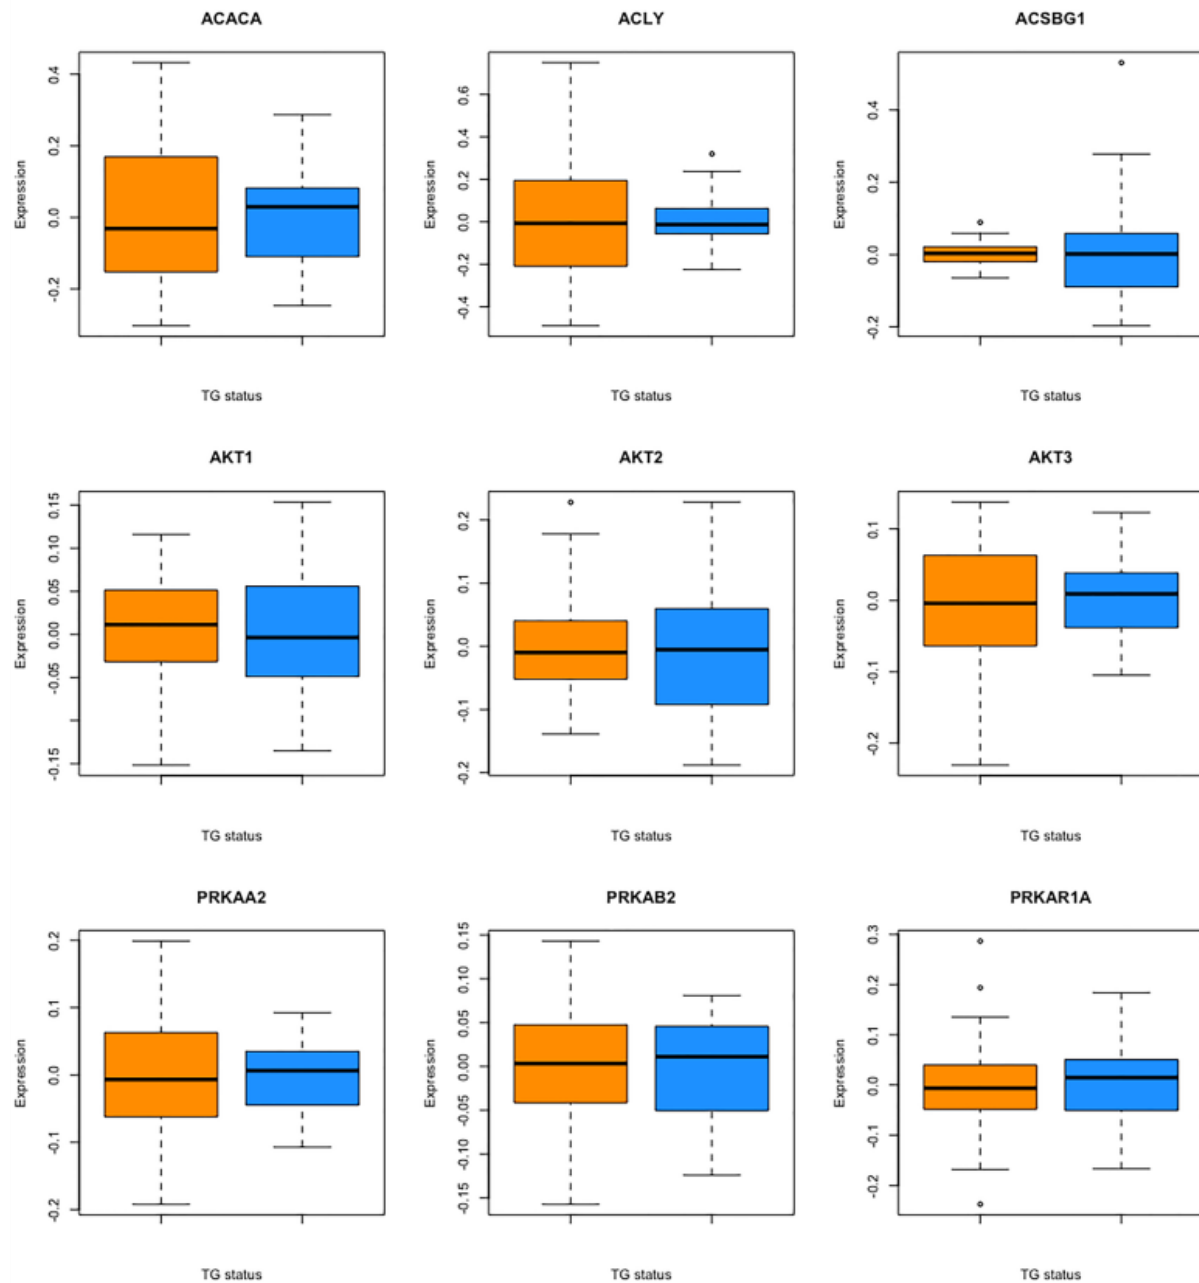 ACACA ACLY ACSBG1
Expression Expression Expression
0.4 0.6 0.4
0.2 0.4 0.2
0.0 0.2 0.0
-0.2 0.0 -0.2
-0.2
-0.4
TG status TG status TG status
AKT1 AKT2 AKT3
Expression Expression Expression
0.15 0.2 0.1
0.10 0.1 0.0
0.05 0.0 -0.1
0.00 -0.1 -0.2
-0.05 -0.2
-0.15
TG status TG status TG status
PRKAA2 PRKAB2 PRKAR1A
Expression Expression Expression
0.2 0.15 0.3
0.1 0.10 0.2
0.0 0.05 0.1
-0.1 0.00 0.0
-0.2 -0.05 -0.1
-0.10 -0.2
-0.15
TG status TG status TG status